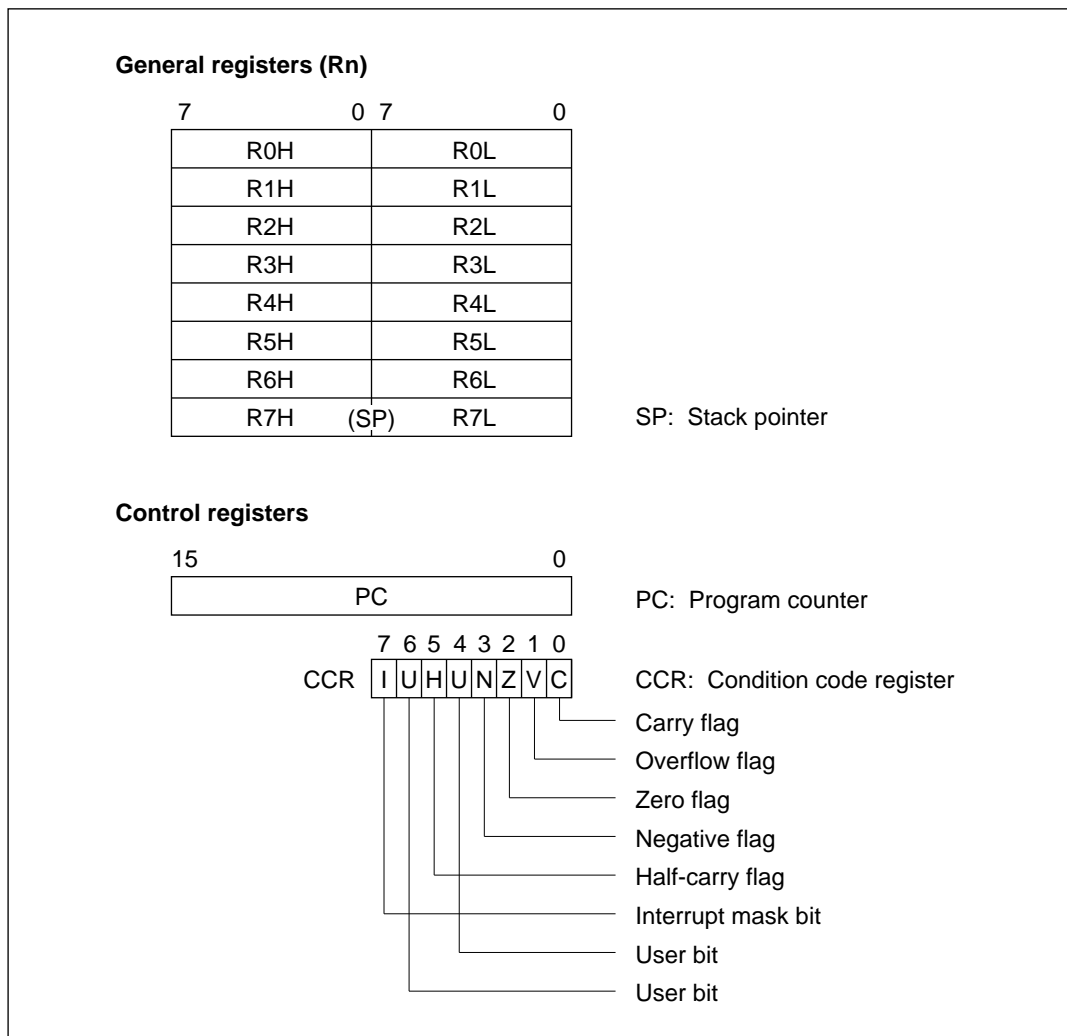 General registers (Rn)
7 0 7 0
R0H R0L
R1H R1L
R2H R2L
R3H R3L
R4H R4L
R5H R5L
R6H R6L
R7H (SP) R7L SP: Stack pointer
Control registers
15 0
PC PC: Program counter
7 6 5 4 3 2 1 0
CCR I U H U N Z V C CCR: Condition code register
Carry flag
Overflow flag
Zero flag
Negative flag
Half-carry flag
Interrupt mask bit
User bit
User bit